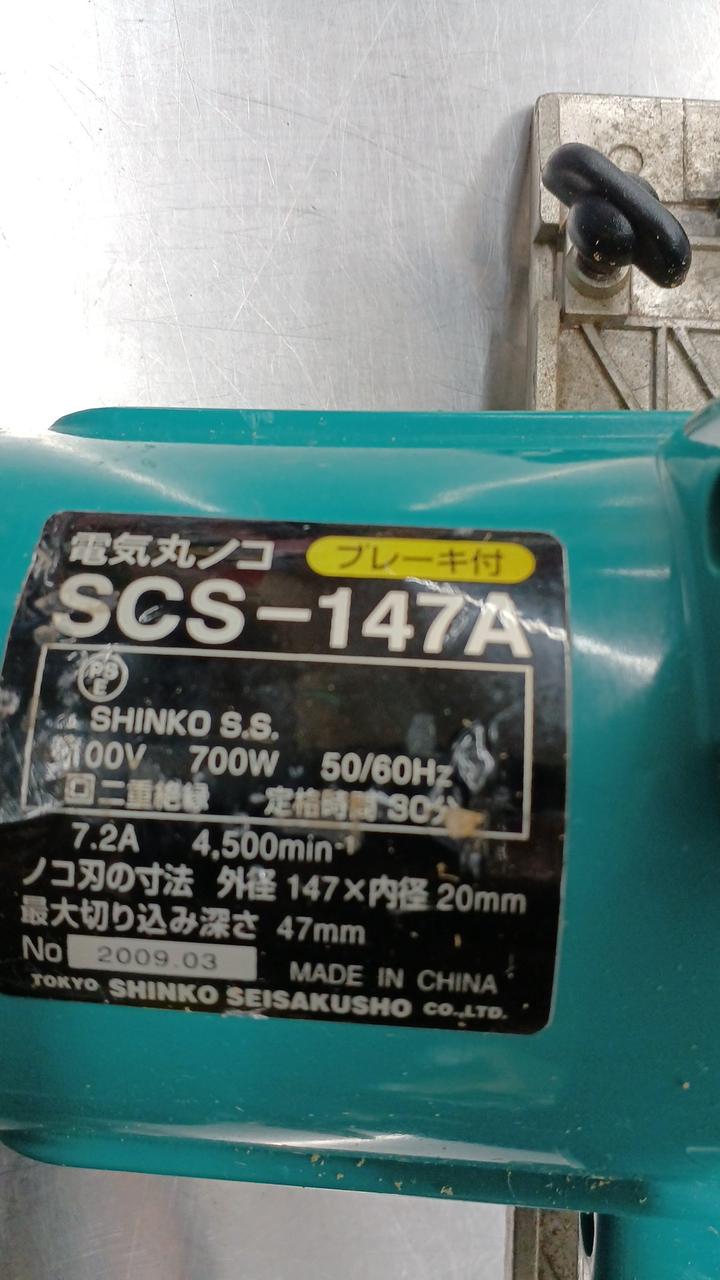 電気丸ノコ ブレーキ付
SCS-147A
PS
E
SHINKO S.S.
100V 700W 50/60Hz
二重絶縁 定格時間 30分
7.2A 4,500min-1
ノコ刃の寸法 外径 147×内径 20mm
最大切り込み深さ 47mm
No 2009.03 MADE IN CHINA
TOKYO SHINKO SEISAKUSHO CO.,LTD.